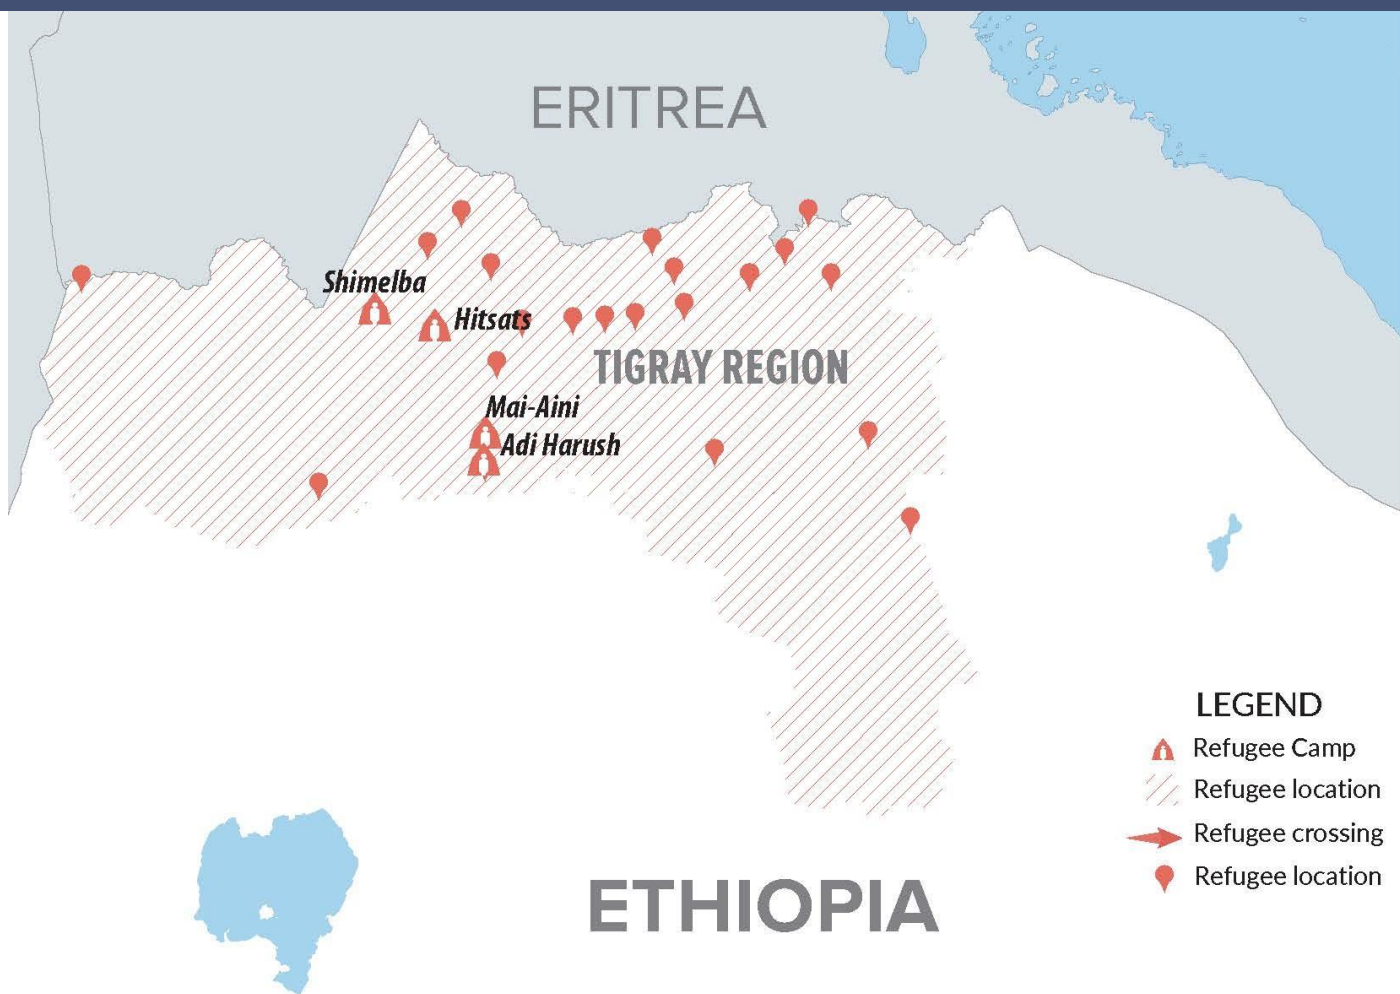 ERITREA
Shimelba
Hitsats
TIGRAY REGION
Mai-Aini
Adi Harush
LEGEND
Refugee Camp
Refugee location
Refugee crossing
Refugee location
ETHIOPIA